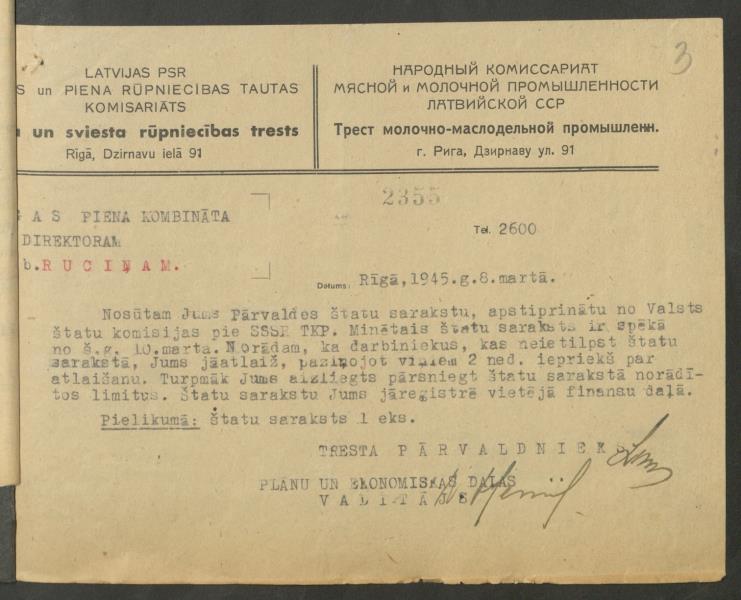 3
LATVIJAS PSR
S un PIENA RŪPNIECĪBAS TAUTAS
KOMISARIĀTS
a un sviesta rūpniecības trests
Rīgā, Dzirnavu ielā 91
НАРОДНЫЙ КОМИССАРИАТ
МЯСНОЙ и МОЛОЧНОЙ ПРОМЫШЛЕННОСТИ
ЛАТВИЙСКОЙ ССР
Трест молочно-маслодельной промышленн.
г. Рига, Дзирнаву ул. 91
2355
GAS PIENA KOMBINĀTA
DIREKTORAM
b. RUCIŅAM.
Tel. 2600
Datums: Rīgā, 1945.g.8.martā.
Nosūtam Jums Pārvaldes štatu sarakstu, apstiprinātu no Valsts
štatu komisijas pie SSSR TKP. Minētais štatu saraksts ir spēkā
no š.g. 10.marta. Norādam, ka darbiniekus, kas neietilpst štatu
sarakstā, Jums jāatlaiž, paziņojot viņiem 2 ned. iepriekš par
atlaišanu. Turpmāk Jums aizliegts pārsniegt štatu sarakstā norādī-
tos limitus. Štatu sarakstu Jums jāreģistrē vietējā finansu daļā.
Pielikumā: štatu saraksts 1 eks.
TRESTA PĀRVALDNIEKS
PLĀNU UN EKONOMISKAS DAĻAS
VADĪTĀJS